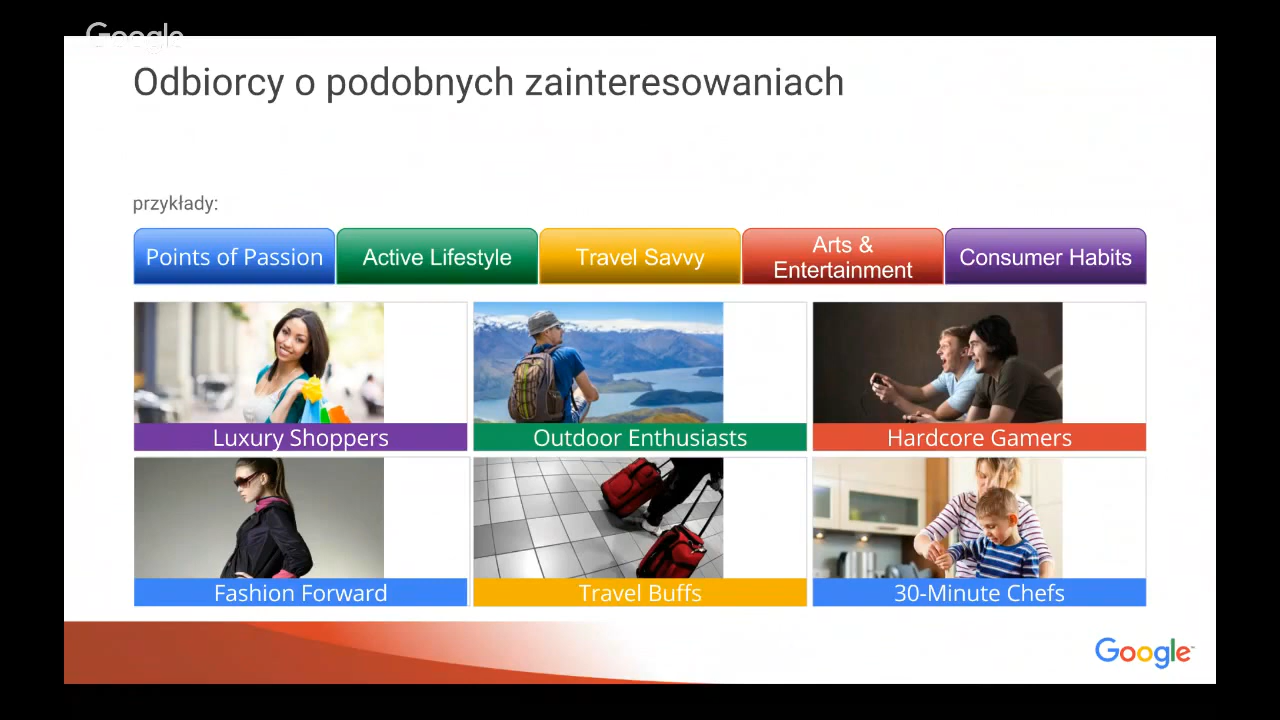 Google
Odbiorcy o podobnych zainteresowaniach
przykłady:
Points of Passion
Active Lifestyle
Travel Savvy
Arts &
Entertainment
Consumer Habits
Luxury Shoppers
Outdoor Enthusiasts
Hardcore Gamers
Fashion Forward
Travel Buffs
30-Minute Chefs
Google